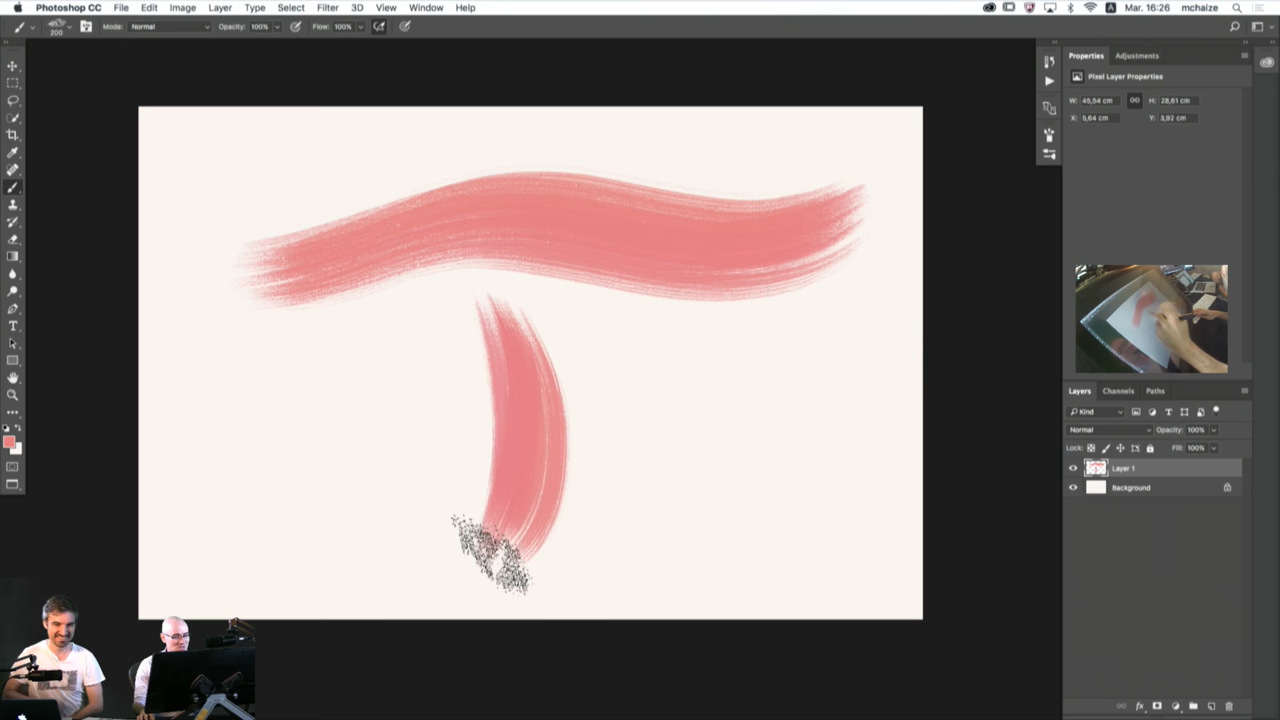 Photoshop CC File Edit Image Layer Type Select Filter 3D View Window Help Mar. 16:26 mchaize
200 Mode: Normal Opacity: 100% Flow: 100%
Properties Adjustments
Pixel Layer Properties
W: 45,54 cm H: 28,61 cm
X: 5,64 cm Y: 3,92 cm
Layers Channels Paths
Kind
Normal Opacity: 100%
Lock: Fill: 100%
Layer 1
Background